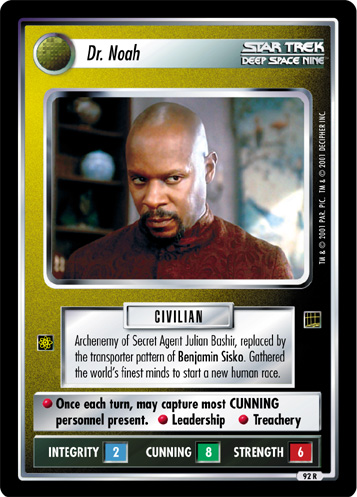 Dr. Noah
STAR TREK
DEEP SPACE NINE
TM & © 2001 PAR. PIC. TM & © 2001 DECIPHER INC.
CIVILIAN
Archenemy of Secret Agent Julian Bashir, replaced by
the transporter pattern of Benjamin Sisko. Gathered
the world's finest minds to start a new human race.
• Once each turn, may capture most CUNNING
personnel present. • Leadership • Treachery
INTEGRITY 2 CUNNING 8 STRENGTH 6
92 R